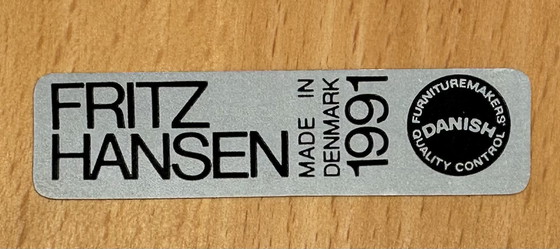 FRITZ
HANSEN
MADE IN
DENMARK
1991
FURNITUREMAKERS'
DANISH
QUALITY CONTROL